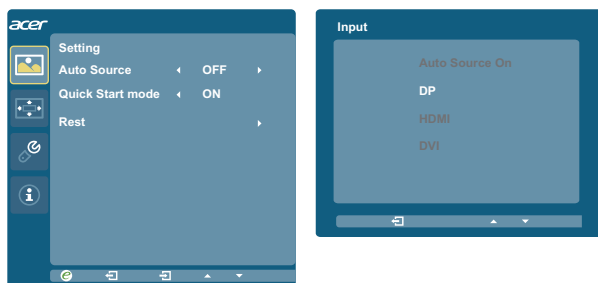 acer
Setting
Auto Source OFF
Quick Start mode ON
Rest
Input
Auto Source On
DP
HDMI
DVI